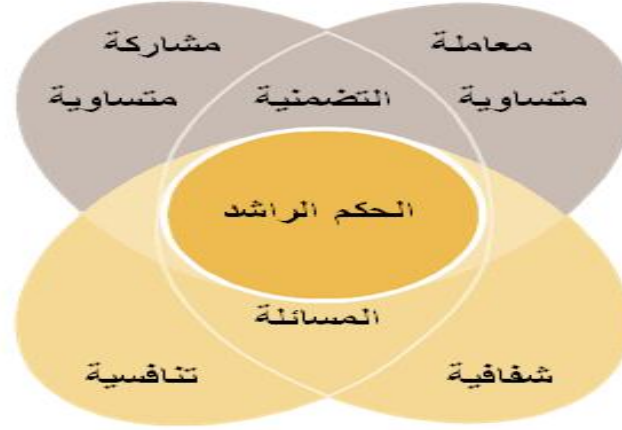 معاملة
متساوية
مشاركة
متساوية
التضمنية
الحكم الراشد
المسائلة
شفافية
تنافسية